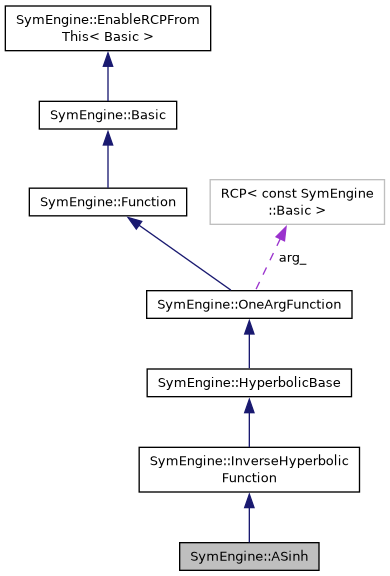 SymEngine::EnableRCPFrom
This< Basic >
SymEngine::Basic
SymEngine::Function
RCP< const SymEngine
::Basic >
arg_
SymEngine::OneArgFunction
SymEngine::HyperbolicBase
SymEngine::InverseHyperbolic
Function
SymEngine::ASinh